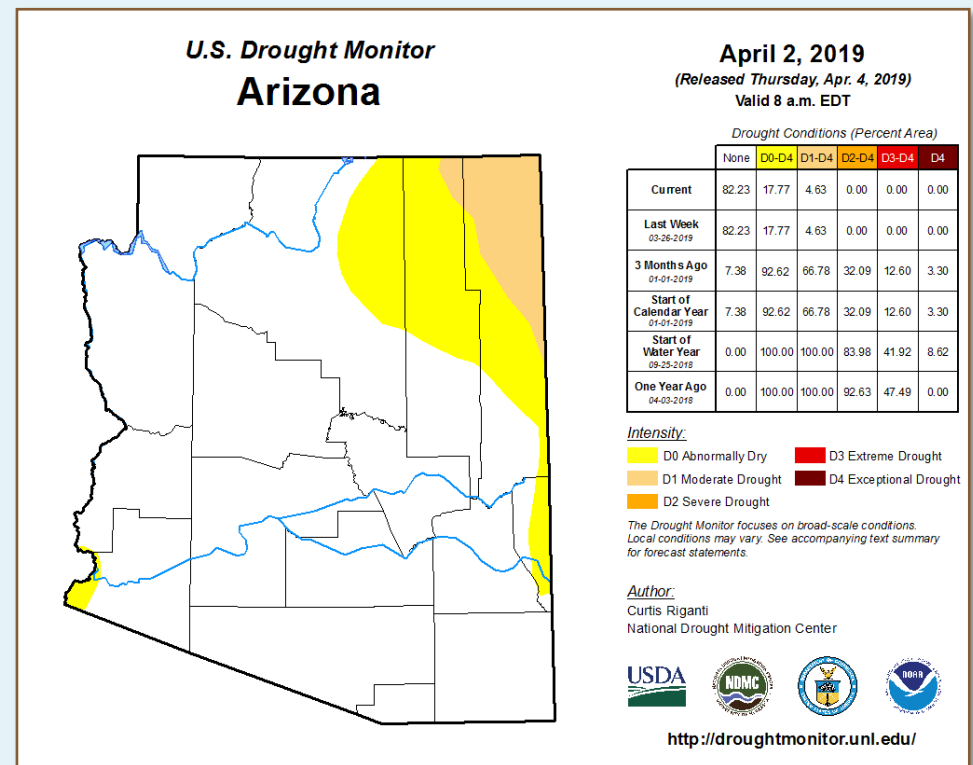 U.S. Drought Monitor
Arizona
April 2, 2019
(Released Thursday, Apr. 4, 2019)
Valid 8 a.m. EDT
Drought Conditions (Percent Area)
None D0-D4 D1-D4 D2-D4 D3-D4 D4
Current 82.23 17.77 4.63 0.00 0.00 0.00
Last Week
03-26-2019
82.23 17.77 4.63 0.00 0.00 0.00
3 Months Ago
01-01-2019
7.38 92.62 66.78 32.09 12.60 3.30
Start of
Calendar Year
01-01-2019
7.38 92.62 66.78 32.09 12.60 3.30
Start of
Water Year
09-25-2018
0.00 100.00 100.00 83.98 41.92 8.62
One Year Ago
04-03-2018
0.00 100.00 100.00 92.63 47.49 0.00
Intensity:
D0 Abnormally Dry
D1 Moderate Drought
D2 Severe Drought
D3 Extreme Drought
D4 Exceptional Drought
The Drought Monitor focuses on broad-scale conditions.
Local conditions may vary. See accompanying text summary
for forecast statements.
Author:
Curtis Riganti
National Drought Mitigation Center
USDA
NDMC
NOAA
http://droughtmonitor.unl.edu/